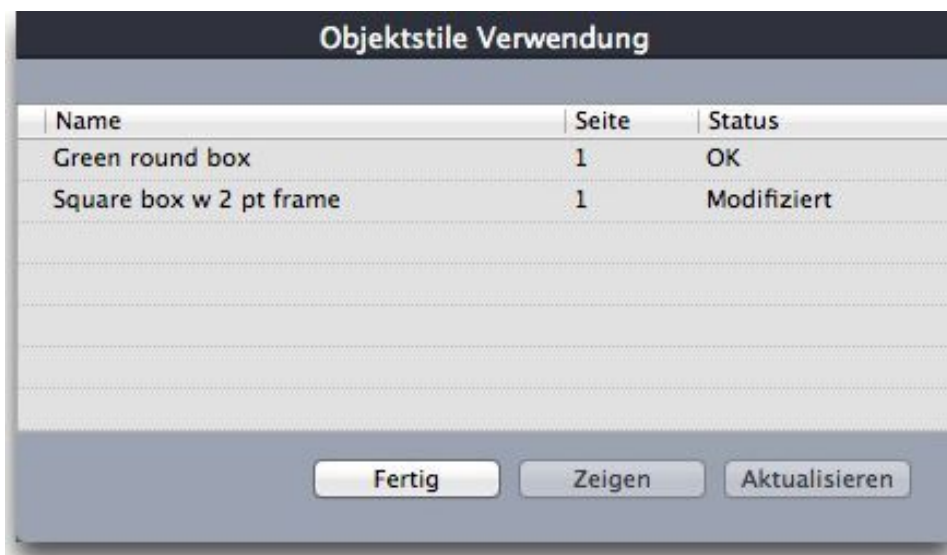 Objektstile Verwendung
Name Seite Status
Green round box 1 OK
Square box w 2 pt frame 1 Modifiziert
Fertig Zeigen Aktualisieren